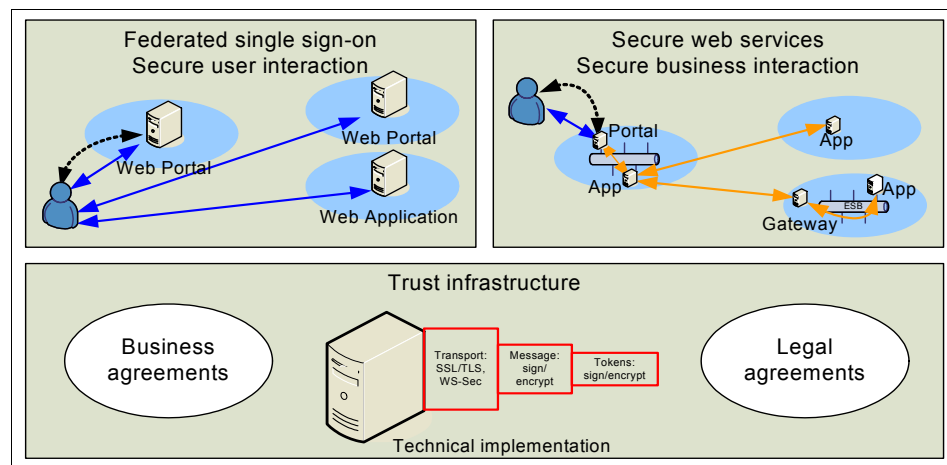 Federated single sign-on
Secure user interaction
Web Portal
Web Portal
Web Application
Secure web services
Secure business interaction
Portal
App
App
App
ESB
Gateway
Trust infrastructure
Business
agreements
Transport:
SSL/TLS,
WS-Sec
Message:
sign/
encrypt
Tokens:
sign/encrypt
Legal
agreements
Technical implementation